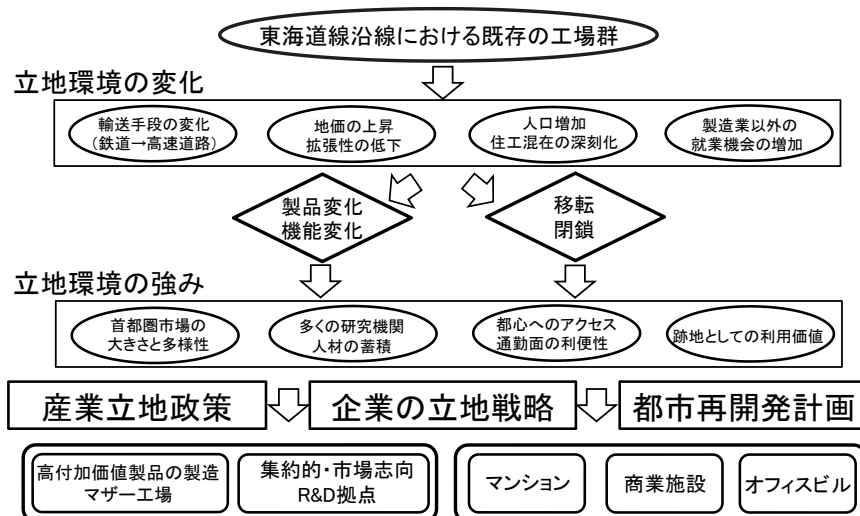 東海道線沿線における既存の工場群
立地環境の変化
輸送手段の変化
(鉄道→高速道路)
地価の上昇
拡張性の低下
人口増加
住工混在の深刻化
製造業以外の
就業機会の増加
製品変化
機能変化
移転
閉鎖
立地環境の強み
首都圏市場の
大きさと多様性
多くの研究機関
人材の蓄積
都心へのアクセス
通勤面の利便性
跡地としての利用価値
産業立地政策
企業の立地戦略
都市再開発計画
高付加価値製品の製造
マザー工場
集約的・市場志向
R&D拠点
マンション
商業施設
オフィスビル